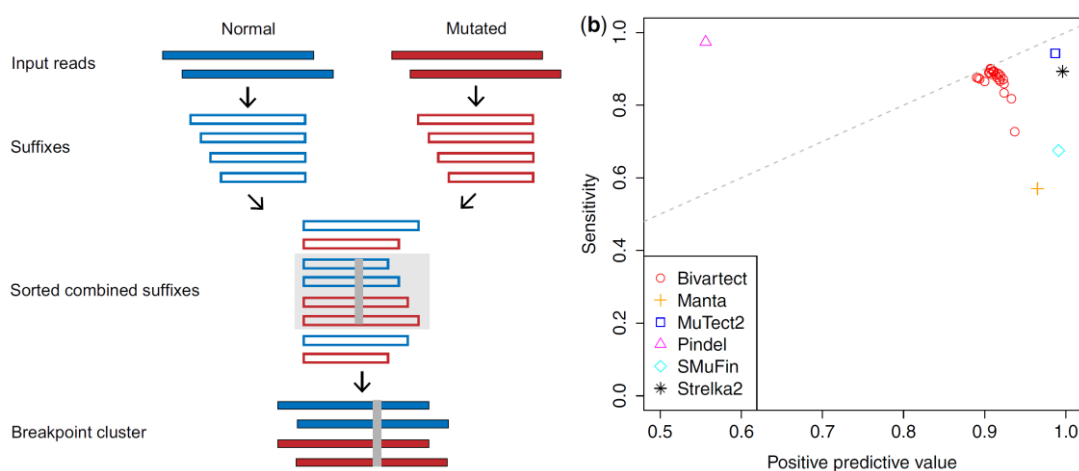 Normal Mutated
Input reads
Suffixes
Sorted combined suffixes
Breakpoint cluster
(b)
Sensitivity
1.0
0.8
0.6
0.4
0.2
0.0
Bivartect
Manta
MuTect2
Pindel
SMuFin
Strelka2
0.5 0.6 0.7 0.8 0.9 1.0
Positive predictive value